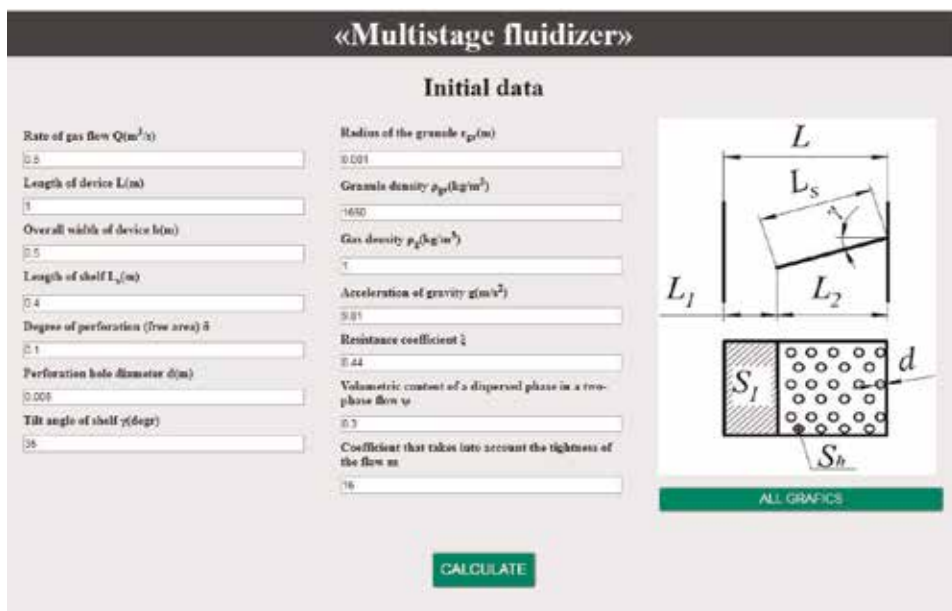 «Multistage fluidizer»
Initial data
Rate of gas flow Q(m³/s)
0.5
Length of device L(m)
1
Overall width of device h(m)
0.5
Length of shelf Lₛ(m)
0.4
Degree of perforation (free area) δ
0.1
Perforation hole diameter d(m)
0.005
Tilt angle of shelf γ(degr)
35
Radius of the granule r_gr(m)
0.001
Granule density ρ_gr(kg/m³)
1650
Gas density ρ_g(kg/m³)
1
Acceleration of gravity g(m/s²)
9.81
Resistance coefficient ξ
0.44
Volumetric content of a dispersed phase in a two-
phase flow ψ
0.3
Coefficient that takes into account the tightness of
the flow m
16
CALCULATE
L
Lₛ
γ
L₁
L₂
d
S₁
Sₕ
ALL GRAFICS